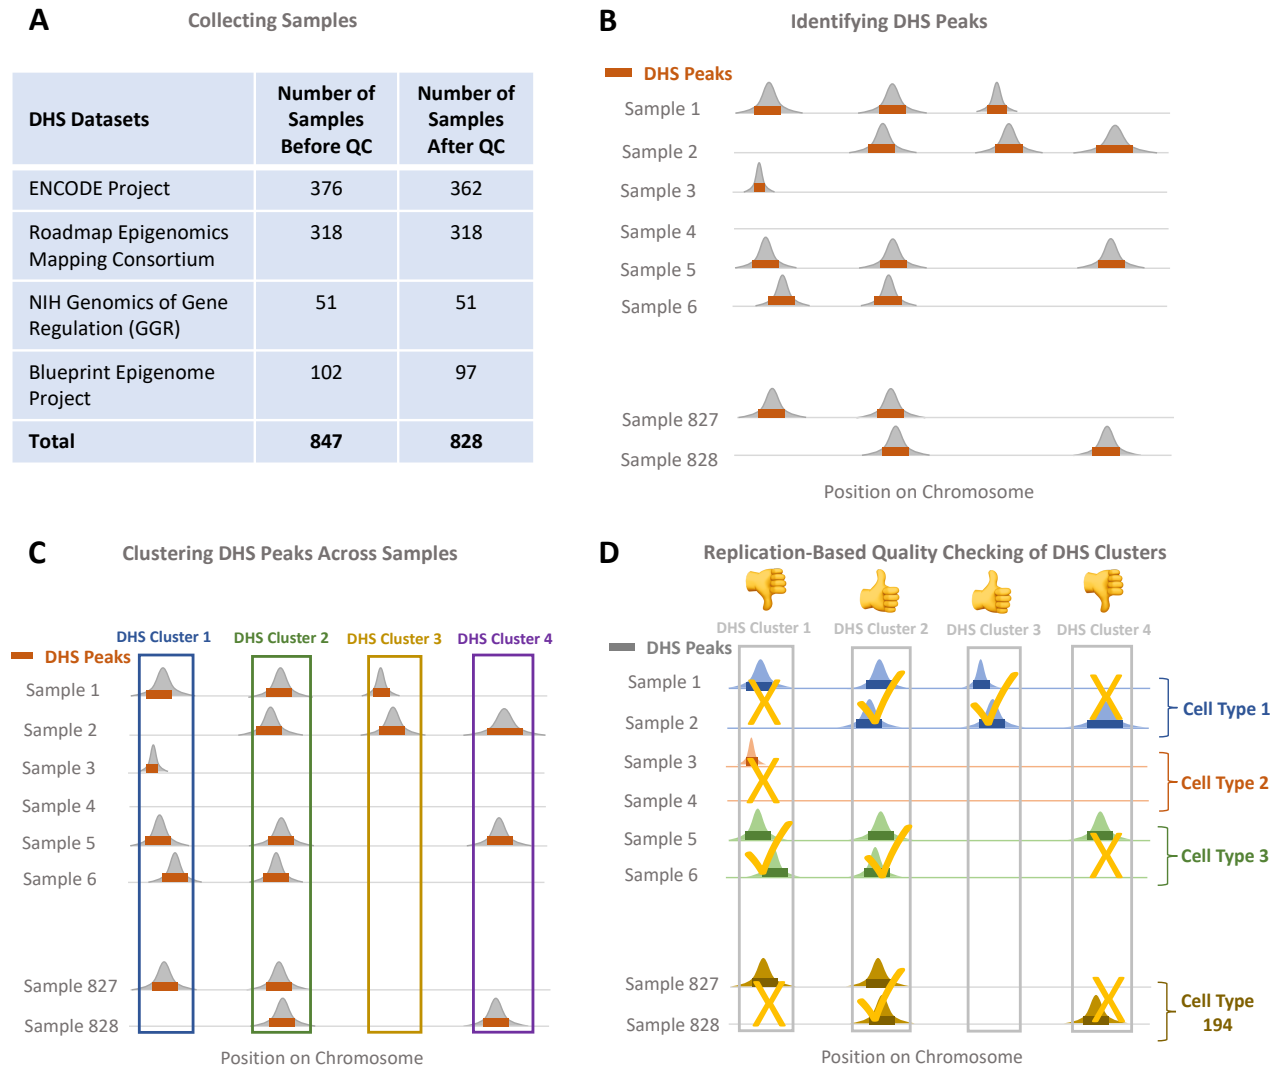 A
Collecting Samples
DHS Datasets
Number of
Samples
Before QC
Number of
Samples
After QC
ENCODE Project
376
362
Roadmap Epigenomics
Mapping Consortium
318
318
NIH Genomics of Gene
Regulation (GGR)
51
51
Blueprint Epigenome
Project
102
97
Total
847
828
B
Identifying DHS Peaks
DHS Peaks
Sample 1
Sample 2
Sample 3
Sample 4
Sample 5
Sample 6
Sample 827
Sample 828
Position on Chromosome
C
Clustering DHS Peaks Across Samples
DHS Cluster 1
DHS Cluster 2
DHS Cluster 3
DHS Cluster 4
DHS Peaks
Sample 1
Sample 2
Sample 3
Sample 4
Sample 5
Sample 6
Sample 827
Sample 828
Position on Chromosome
D
Replication-Based Quality Checking of DHS Clusters
DHS Cluster 1
DHS Cluster 2
DHS Cluster 3
DHS Cluster 4
DHS Peaks
Sample 1
Sample 2
Cell Type 1
Sample 3
Sample 4
Cell Type 2
Sample 5
Sample 6
Cell Type 3
Sample 827
Sample 828
Cell Type
194
Position on Chromosome